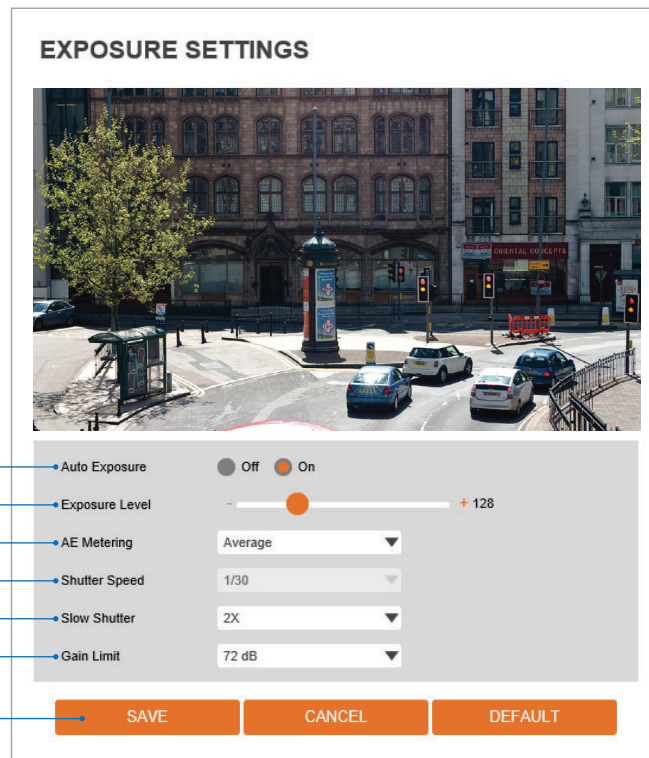 EXPOSURE SETTINGS
ORIENTAL CONCEPTS
Auto Exposure Off On
Exposure Level - + 128
AE Metering Average
Shutter Speed 1/30
Slow Shutter 2X
Gain Limit 72 dB
SAVE CANCEL DEFAULT